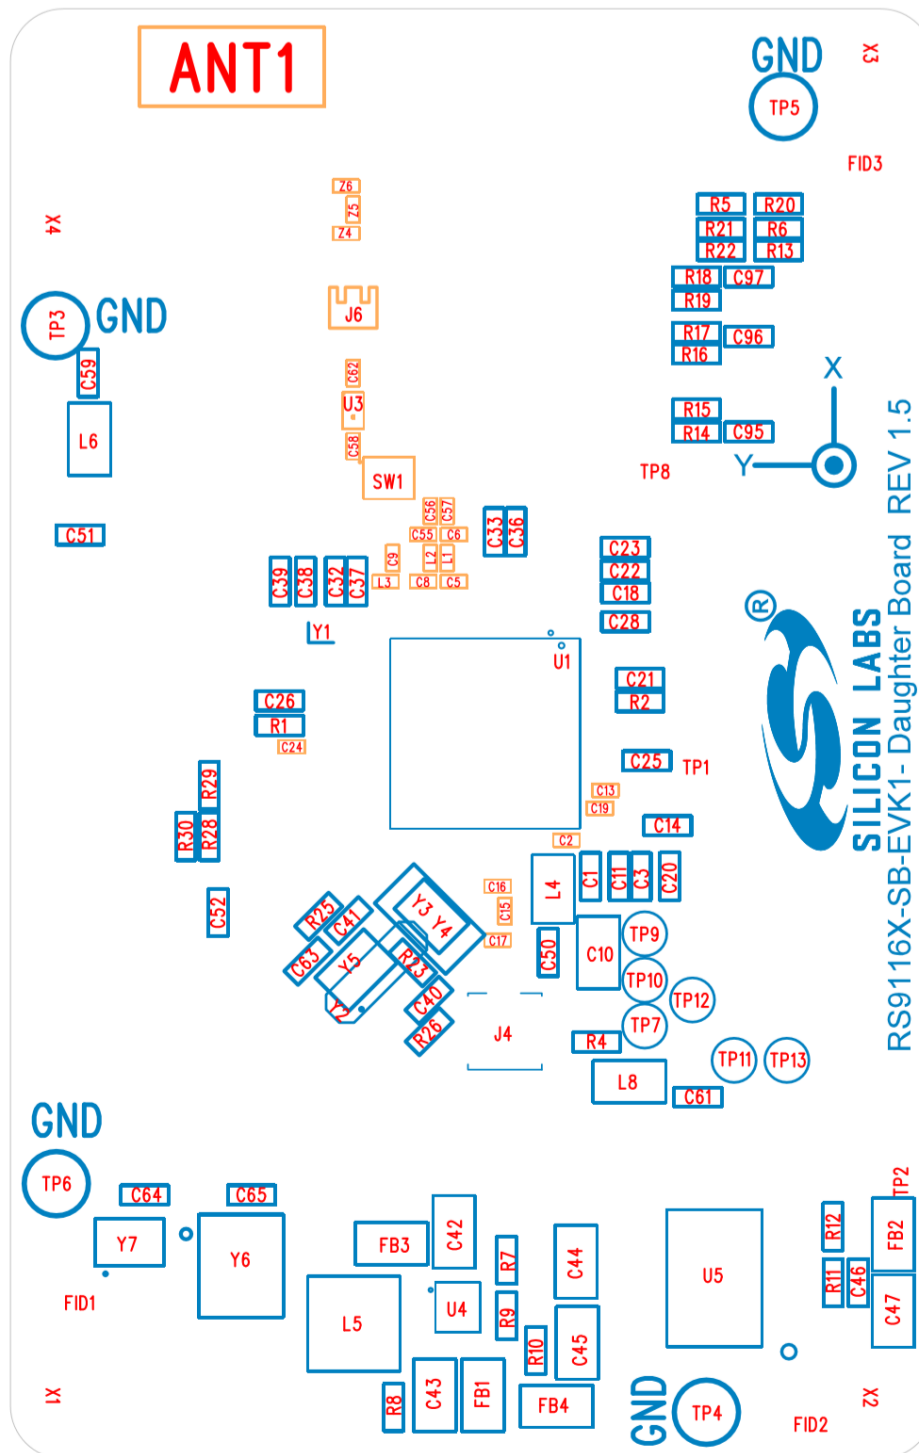 ANT1
GND
X3
TP5
FID3
Z6
Z5
Z4
X4
R5
R20
R21
R6
R22
R13
R18
C97
R19
J6
TP3
GND
R17
C96
R16
C59
C62
X
U3
L6
R15
R14
C95
C58
Y
TP8
SW1
C56
C57
C33
C36
C51
C55
C6
C23
C9
L2
L1
C22
C39
C38
C32
C37
L3
C8
C5
C18
C28
Y1
®
U1
C21
R2
C26
R1
C24
C25
TP1
R29
C13
C19
C14
R30
R28
C2
SILICON LABS
RS9116X-SB-EVK1- Daughter Board REV 1.5
C16
L4
C1
C11
C3
C20
C52
R25
C41
Y3
Y4
C15
C17
TP9
C63
Y5
R23
C50
C10
TP10
C40
TP12
Y2
R26
J4
TP7
R4
TP11
TP13
L8
C61
GND
TP6
C64
C65
TP2
Y7
Y6
FB3
C42
R7
C44
U5
R12
FB2
FID1
L5
U4
R9
R11
C46
C47
R10
C45
X1
R8
C43
FB1
FB4
GND
TP4
X2
FID2